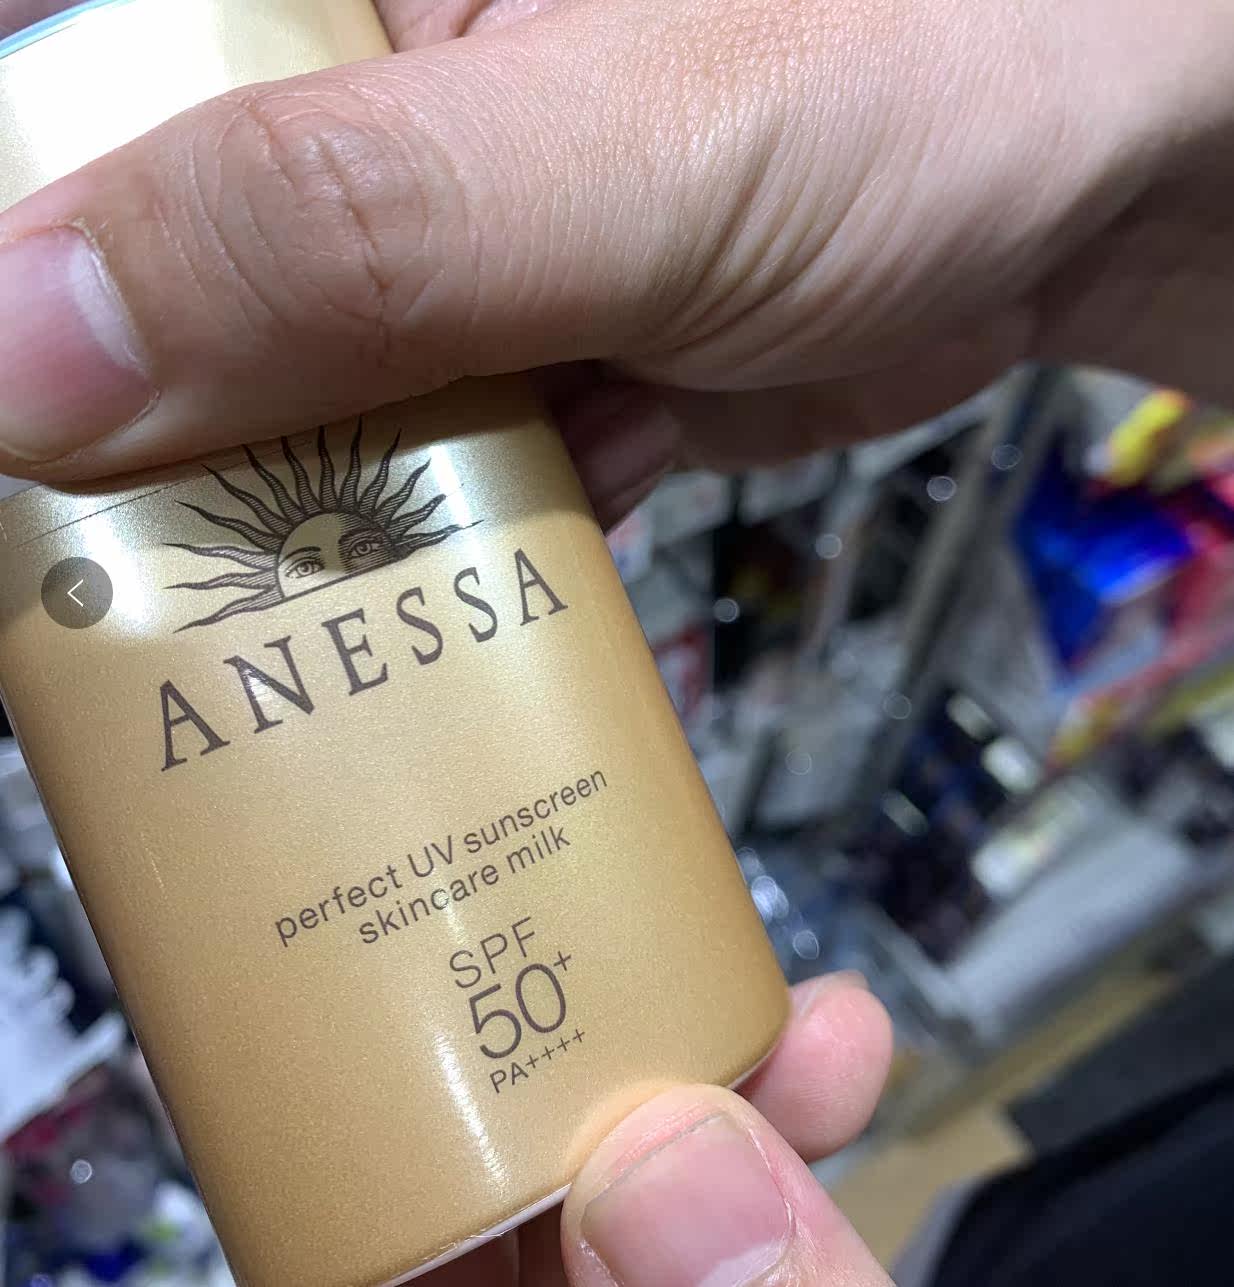 ANESSA
perfect UV sunscreen
skincare milk
SPF
50+
PA++++